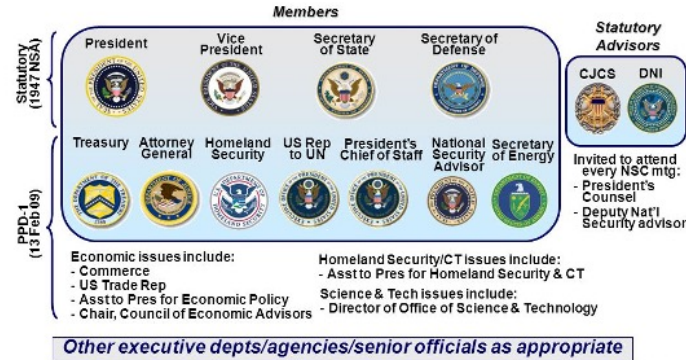 Members
Statutory
(1947 NSA)
President
Vice
President
Secretary
of State
Secretary of
Defense
Statutory
Advisors
CJCS
DNI
PPD-1
(13 Feb 09)
Treasury
Attorney
General
Homeland
Security
US Rep
to UN
President's
Chief of Staff
National
Security
Advisor
Secretary
of Energy
Invited to attend
every NSC mtg:
- President's
Counsel
- Deputy Nat'l
Security advisor
Economic issues include:
- Commerce
- US Trade Rep
- Asst to Pres for Economic Policy
- Chair, Council of Economic Advisors
Homeland Security/CT issues include:
- Asst to Pres for Homeland Security & CT
Science & Tech issues include:
- Director of Office of Science & Technology
Other executive depts/agencies/senior officials as appropriate